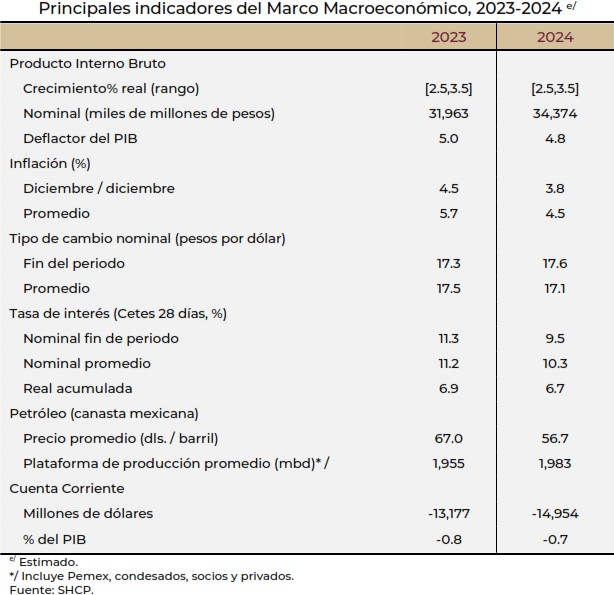 Principales indicadores del Marco Macroeconómico, 2023-2024 e/
2023 2024
Producto Interno Bruto
Crecimiento% real (rango) [2.5,3.5] [2.5,3.5]
Nominal (miles de millones de pesos) 31,963 34,374
Deflactor del PIB 5.0 4.8
Inflación (%)
Diciembre / diciembre 4.5 3.8
Promedio 5.7 4.5
Tipo de cambio nominal (pesos por dólar)
Fin del periodo 17.3 17.6
Promedio 17.5 17.1
Tasa de interés (Cetes 28 días, %)
Nominal fin de periodo 11.3 9.5
Nominal promedio 11.2 10.3
Real acumulada 6.9 6.7
Petróleo (canasta mexicana)
Precio promedio (dls. / barril) 67.0 56.7
Plataforma de producción promedio (mbd)* / 1,955 1,983
Cuenta Corriente
Millones de dólares -13,177 -14,954
% del PIB -0.8 -0.7
e/ Estimado.
*/ Incluye Pemex, condesados, socios y privados.
Fuente: SHCP.